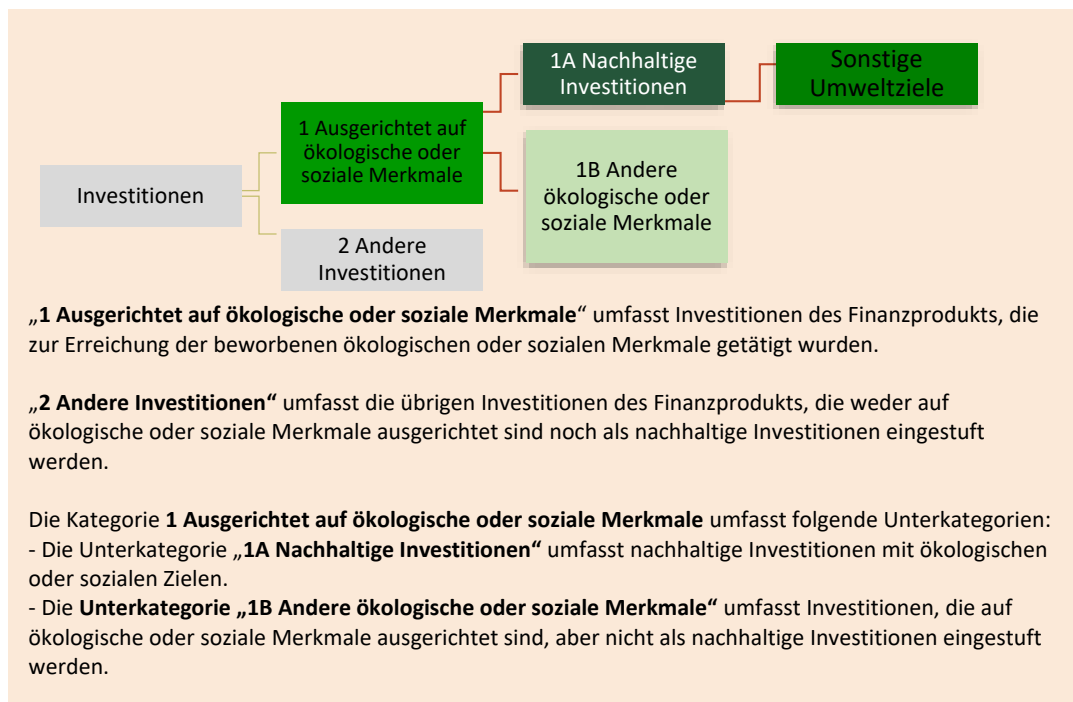 1A Nachhaltige
Investitionen
Sonstige
Umweltziele
1 Ausgerichtet auf
ökologische oder
soziale Merkmale
1B Andere
ökologische oder
soziale Merkmale
Investitionen
2 Andere
Investitionen
„1 Ausgerichtet auf ökologische oder soziale Merkmale“ umfasst Investitionen des Finanzprodukts, die
zur Erreichung der beworbenen ökologischen oder sozialen Merkmale getätigt wurden.
„2 Andere Investitionen“ umfasst die übrigen Investitionen des Finanzprodukts, die weder auf
ökologische oder soziale Merkmale ausgerichtet sind noch als nachhaltige Investitionen eingestuft
werden.
Die Kategorie 1 Ausgerichtet auf ökologische oder soziale Merkmale umfasst folgende Unterkategorien:
- Die Unterkategorie „1A Nachhaltige Investitionen“ umfasst nachhaltige Investitionen mit ökologischen
oder sozialen Zielen.
- Die Unterkategorie „1B Andere ökologische oder soziale Merkmale“ umfasst Investitionen, die auf
ökologische oder soziale Merkmale ausgerichtet sind, aber nicht als nachhaltige Investitionen eingestuft
werden.